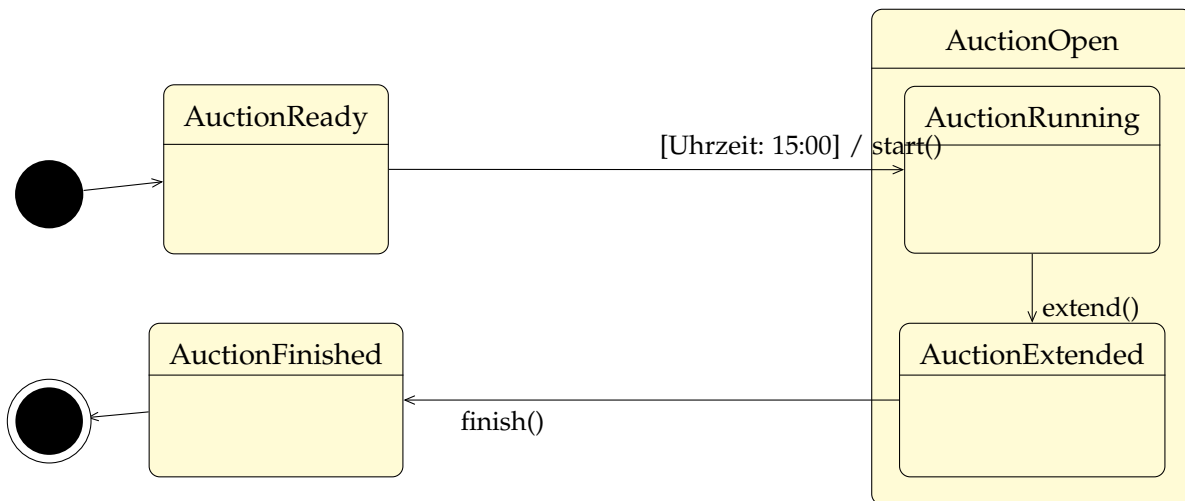 AuctionOpen
AuctionReady
AuctionRunning
[Uhrzeit: 15:00] / start()
extend()
AuctionFinished
AuctionExtended
finish()